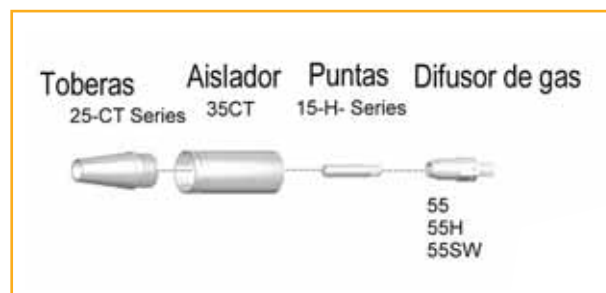 Toberas Aislador Puntas Difusor de gas
25-CT Series 35CT 15-H- Series
55
55H
55SW